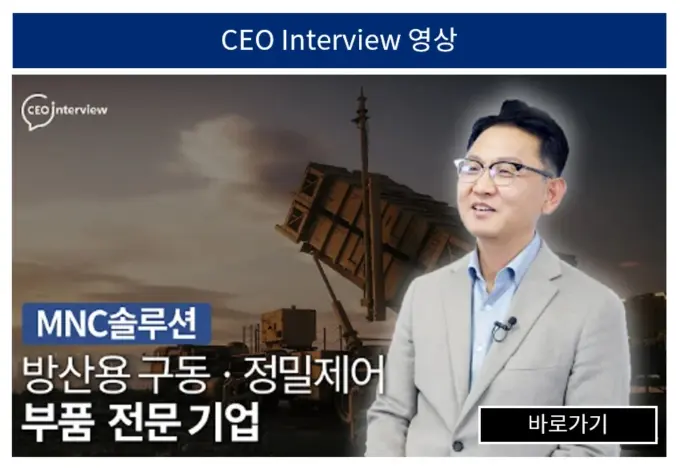 CEO Interview 영상
CEO interview
MNC솔루션
방산용 구동 · 정밀제어
부품 전문 기업
바로가기